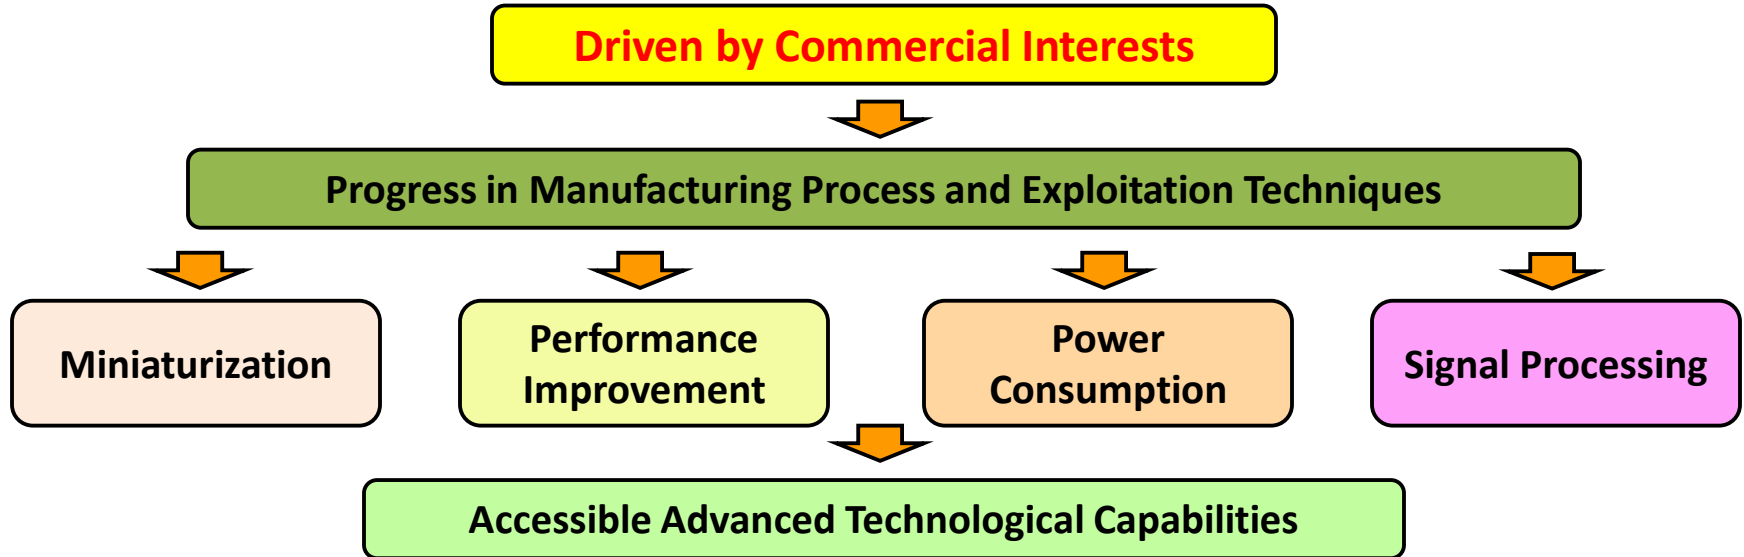 Driven by Commercial Interests
Progress in Manufacturing Process and Exploitation Techniques
Miniaturization
Performance
Improvement
Power
Consumption
Signal Processing
Accessible Advanced Technological Capabilities